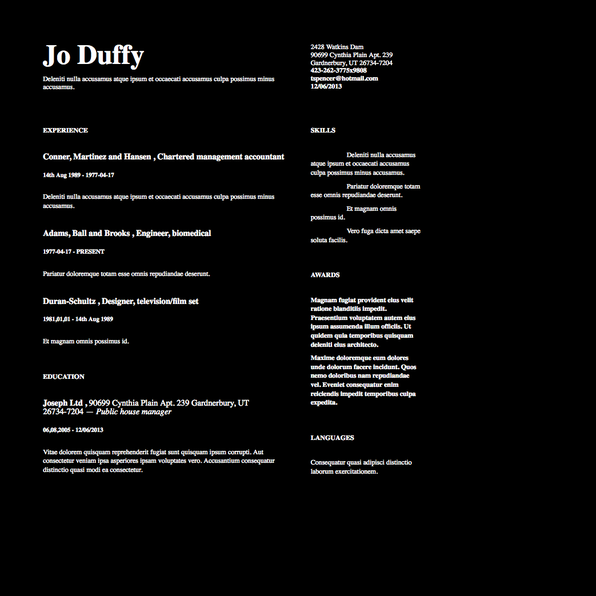 Jo Duffy
Deleniti nulla accusamus atque ipsum et occaecati accusamus culpa possimus minus
accusamus.
2428 Watkins Dam
90699 Cynthia Plain Apt. 239
Gardnerbury, UT 26734-7204
423-262-3775x9808
tspencer@hotmail.com
12/06/2013
EXPERIENCE
Conner, Martinez and Hansen , Chartered management accountant
14th Aug 1989 - 1977-04-17
Deleniti nulla accusamus atque ipsum et occaecati accusamus culpa possimus minus
accusamus.
Adams, Ball and Brooks , Engineer, biomedical
1977-04-17 - PRESENT
Pariatur doloremque totam esse omnis repudiandae deserunt.
Duran-Schultz , Designer, television/film set
1981,01,01 - 14th Aug 1989
Et magnam omnis possimus id.
EDUCATION
Joseph Ltd , 90699 Cynthia Plain Apt. 239 Gardnerbury, UT
26734-7204 — Public house manager
06,08,2005 - 12/06/2013
Vitae dolorem quisquam reprehenderit fugiat sunt quisquam ipsum corrupti. Aut
consectetur veniam ipsa asperiores ipsam voluptates vero. Accusantium consequatur
distinctio quasi modi ea consectetur.
SKILLS
Deleniti nulla accusamus
atque ipsum et occaecati accusamus
culpa possimus minus accusamus.
Pariatur doloremque totam
esse omnis repudiandae deserunt.
Et magnam omnis
possimus id.
Vero fuga dicta amet saepe
soluta facilis.
AWARDS
Magnam fugiat provident eius velit
ratione blanditiis impedit.
Praesentium voluptatem autem eius
ipsum assumenda illum officiis. Ut
quidem quia temporibus quisquam
deleniti eius architecto.
Maxime doloremque eum dolores
unde dolorum facere incidunt. Quos
nemo doloribus nam repudiandae
vel. Eveniet consequatur enim
reiciendis impedit temporibus culpa
expedita.
LANGUAGES
Consequatur quasi adipisci distinctio
laborum exercitationem.